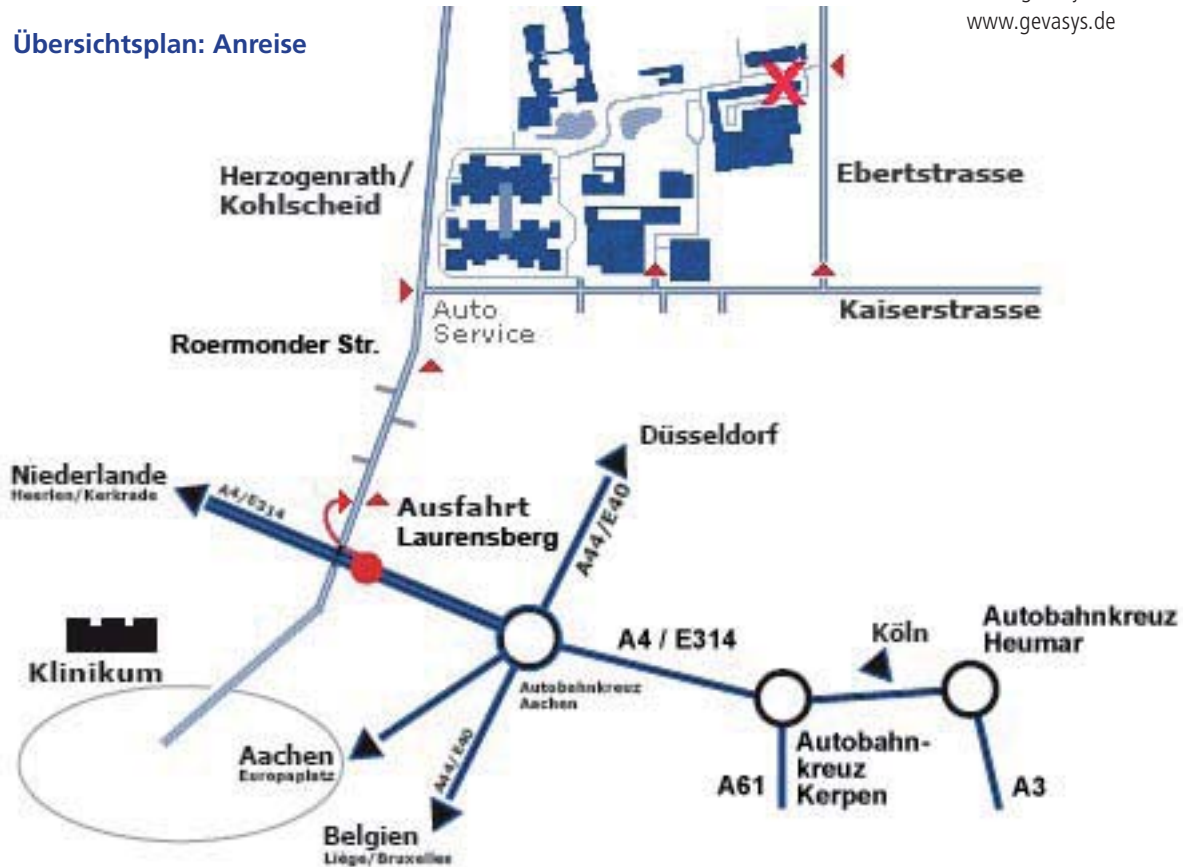 www.gevasys.de
Übersichtsplan: Anreise
Herzogenrath/
Kohlscheid
Ebertstrasse
Kaiserstrasse
Auto
Service
Roermonder Str.
Düsseldorf
Niederlande
Heerlen/Kerkrade
A4/E314
Ausfahrt
Laurensberg
A44/E40
Klinikum
A4 / E314
Köln
Autobahnkreuz
Heumar
Autobahnkreuz
Aachen
Aachen
Europaplatz
A44/E40
Autobahn-
kreuz
Kerpen
A61
A3
Belgien
Liège/Bruxelles